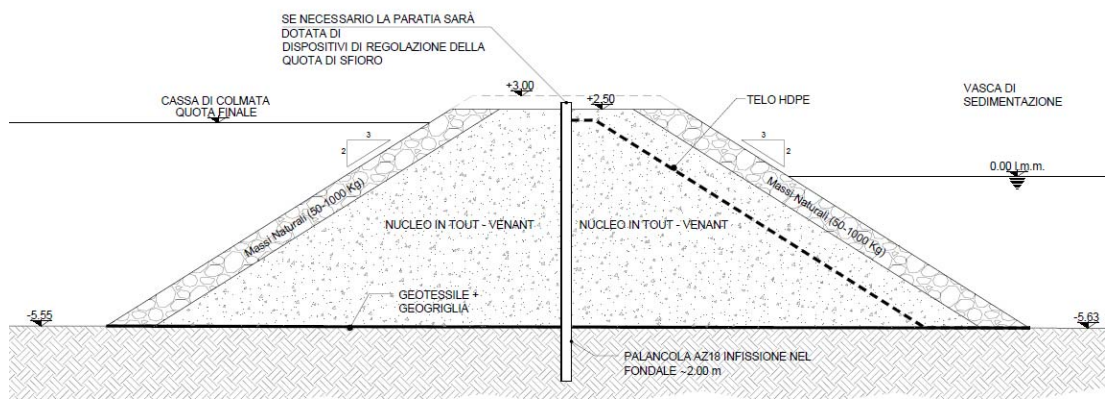 SE NECESSARIO LA PARATIA SARÀ
DOTATA DI
DISPOSITIVI DI REGOLAZIONE DELLA
QUOTA DI SFIORO
CASSA DI COLMATA
QUOTA FINALE
+3.00
+2.50
TELO HDPE
VASCA DI
SEDIMENTAZIONE
3
2
3
2
0.00 l.m.m.
Massi Naturali (50-1000 Kg)
Massi Naturali (50-1000 Kg)
NUCLEO IN TOUT - VENANT
NUCLEO IN TOUT - VENANT
GEOTESSILE +
GEOGRIGLIA
-5.55
-5.63
PALANCOLA AZ18 INFISSIONE NEL
FONDALE ~2.00 m